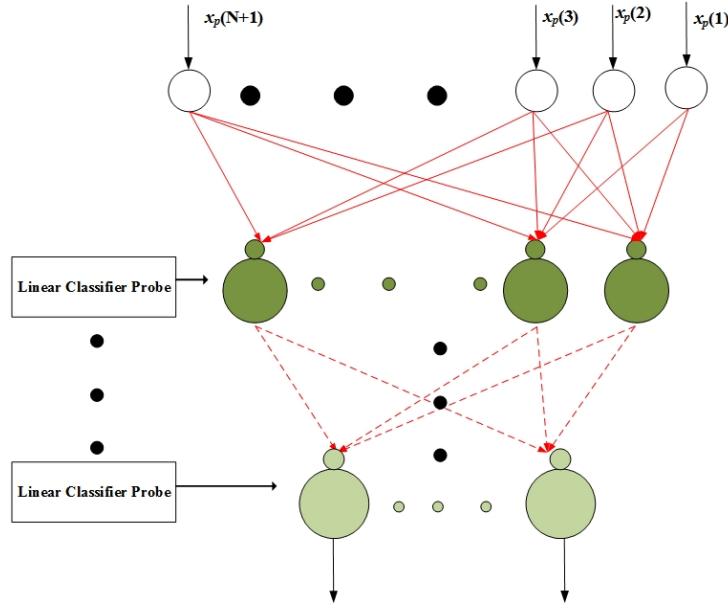 xₚ(N+1)
xₚ(3)
xₚ(2)
xₚ(1)
Linear Classifier Probe
Linear Classifier Probe